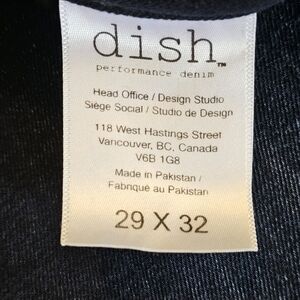 dish™
performance denim
Head Office / Design Studio
Siège Social / Studio de Design
118 West Hastings Street
Vancouver, BC, Canada
V6B 1G8
Made in Pakistan /
Fabriqué au Pakistan
29 X 32